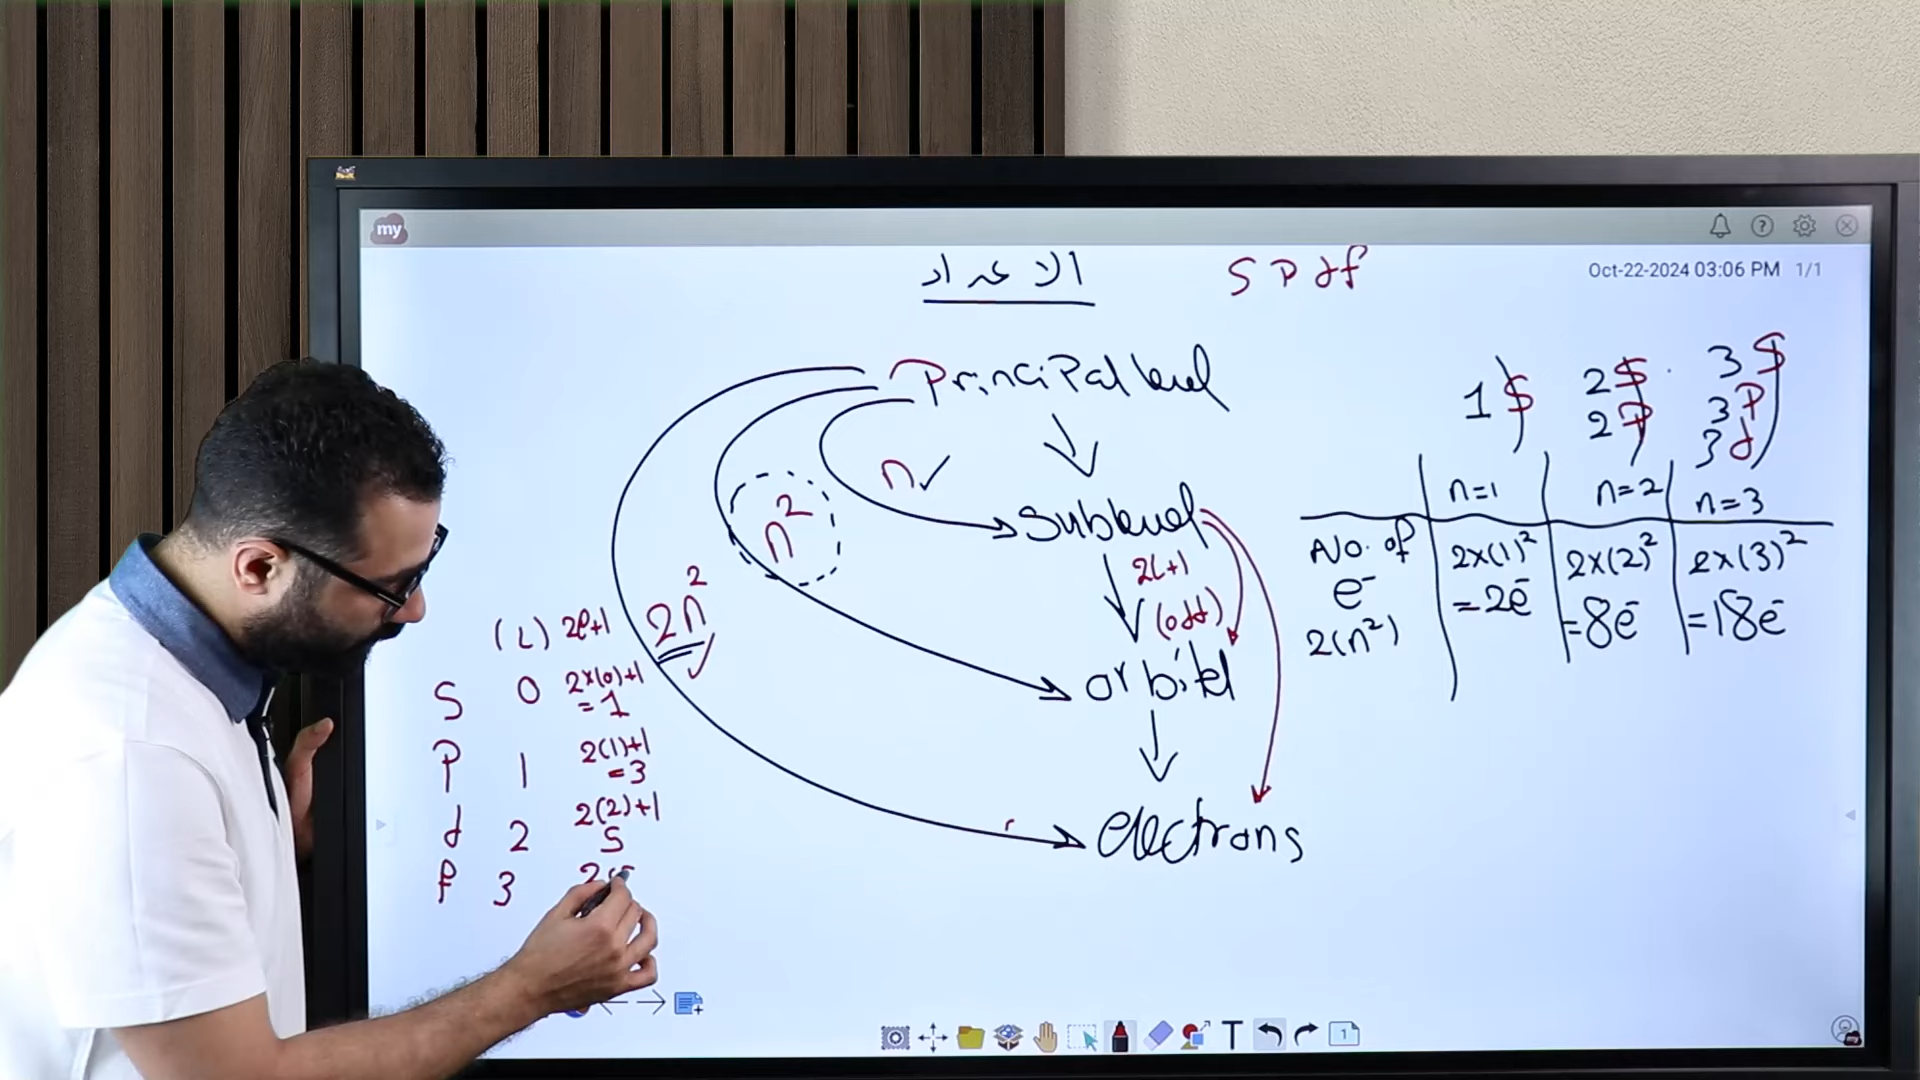 my
Oct-22-2024 03:06 PM 1/1
الاعداد
S P d f
Principal level
n✓
n²
2n²
Sublevel
2l+1
(odd)
orbital
electrons
1s
2s
2p
3s
3p
3d
n=1 n=2 n=3
No. of
e⁻
2(n²)
2×(1)² 2×(2)² 2×(3)²
=2e⁻ =8e⁻ =18e⁻
(L) 2l+1
S 0 2×(0)+1
=1
P 1 2(1)+1
=3
d 2 2(2)+1
5
f 3 2(
T
1